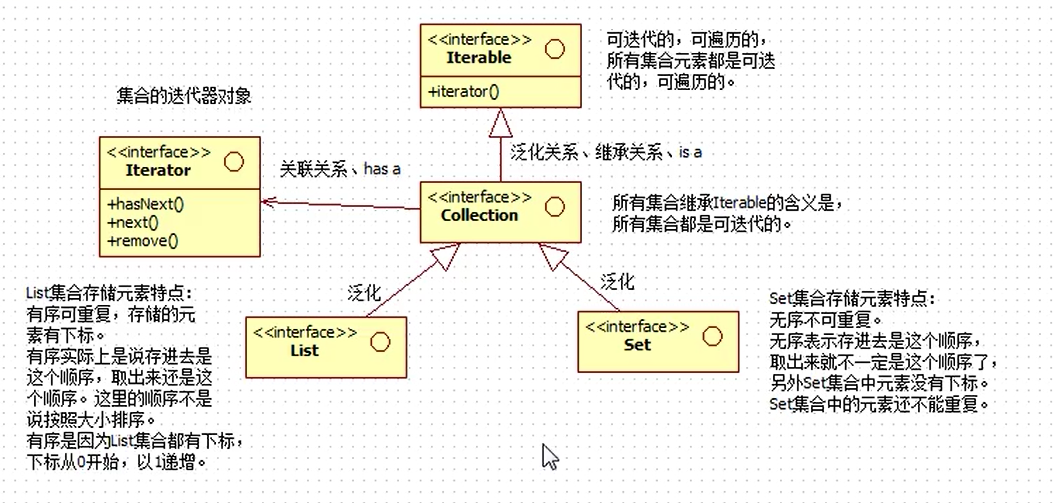 <<interface>>
Iterable
+iterator()
可迭代的，可遍历的，
所有集合元素都是可迭
代的，可遍历的。
集合的迭代器对象
<<interface>>
Iterator
+hasNext()
+next()
+remove()
关联关系、has a
泛化关系、继承关系、is a
<<interface>>
Collection
所有集合继承Iterable的含义是，
所有集合都是可迭代的。
泛化
泛化
List集合存储元素特点：
有序可重复，存储的元
素有下标。
有序实际上是说存进去是
这个顺序，取出来还是这
个顺序。这里的顺序不是
说按照大小排序。
有序是因为List集合都有下标，
下标从0开始，以1递增。
<<interface>>
List
<<interface>>
Set
Set集合存储元素特点：
无序不可重复。
无序表示存进去是这个顺序，
取出来就不一定是这个顺序了，
另外Set集合中元素没有下标。
Set集合中的元素还不能重复。